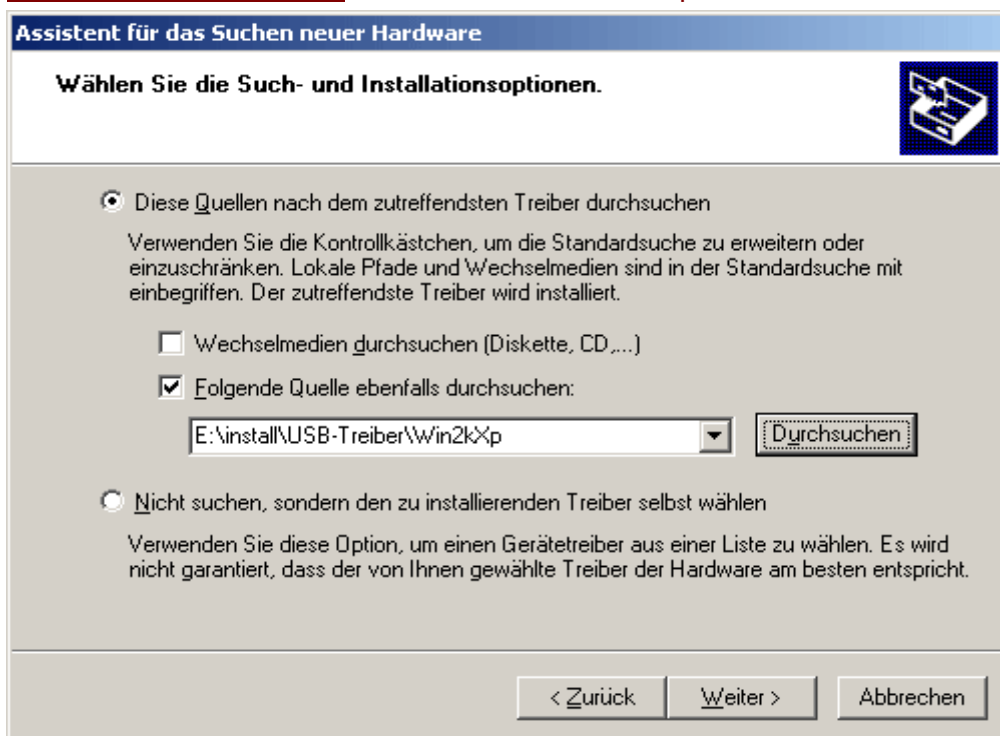 Assistent für das Suchen neuer Hardware
Wählen Sie die Such- und Installationsoptionen.
Diese Quellen nach dem zutreffendsten Treiber durchsuchen
Verwenden Sie die Kontrollkästchen, um die Standardsuche zu erweitern oder
einzuschränken. Lokale Pfade und Wechselmedien sind in der Standardsuche mit
einbegriffen. Der zutreffendste Treiber wird installiert.
Wechselmedien durchsuchen (Diskette, CD,...)
Folgende Quelle ebenfalls durchsuchen:
E:\install\USB-Treiber\Win2kXp
Durchsuchen
Nicht suchen, sondern den zu installierenden Treiber selbst wählen
Verwenden Sie diese Option, um einen Gerätetreiber aus einer Liste zu wählen. Es wird
nicht garantiert, dass der von Ihnen gewählte Treiber der Hardware am besten entspricht.
< Zurück
Weiter >
Abbrechen